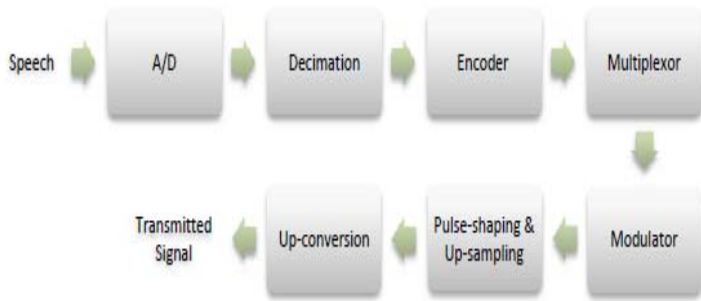 Speech
A/D
Decimation
Encoder
Multiplexor
Modulator
Pulse-shaping &
Up-sampling
Up-conversion
Transmitted
Signal